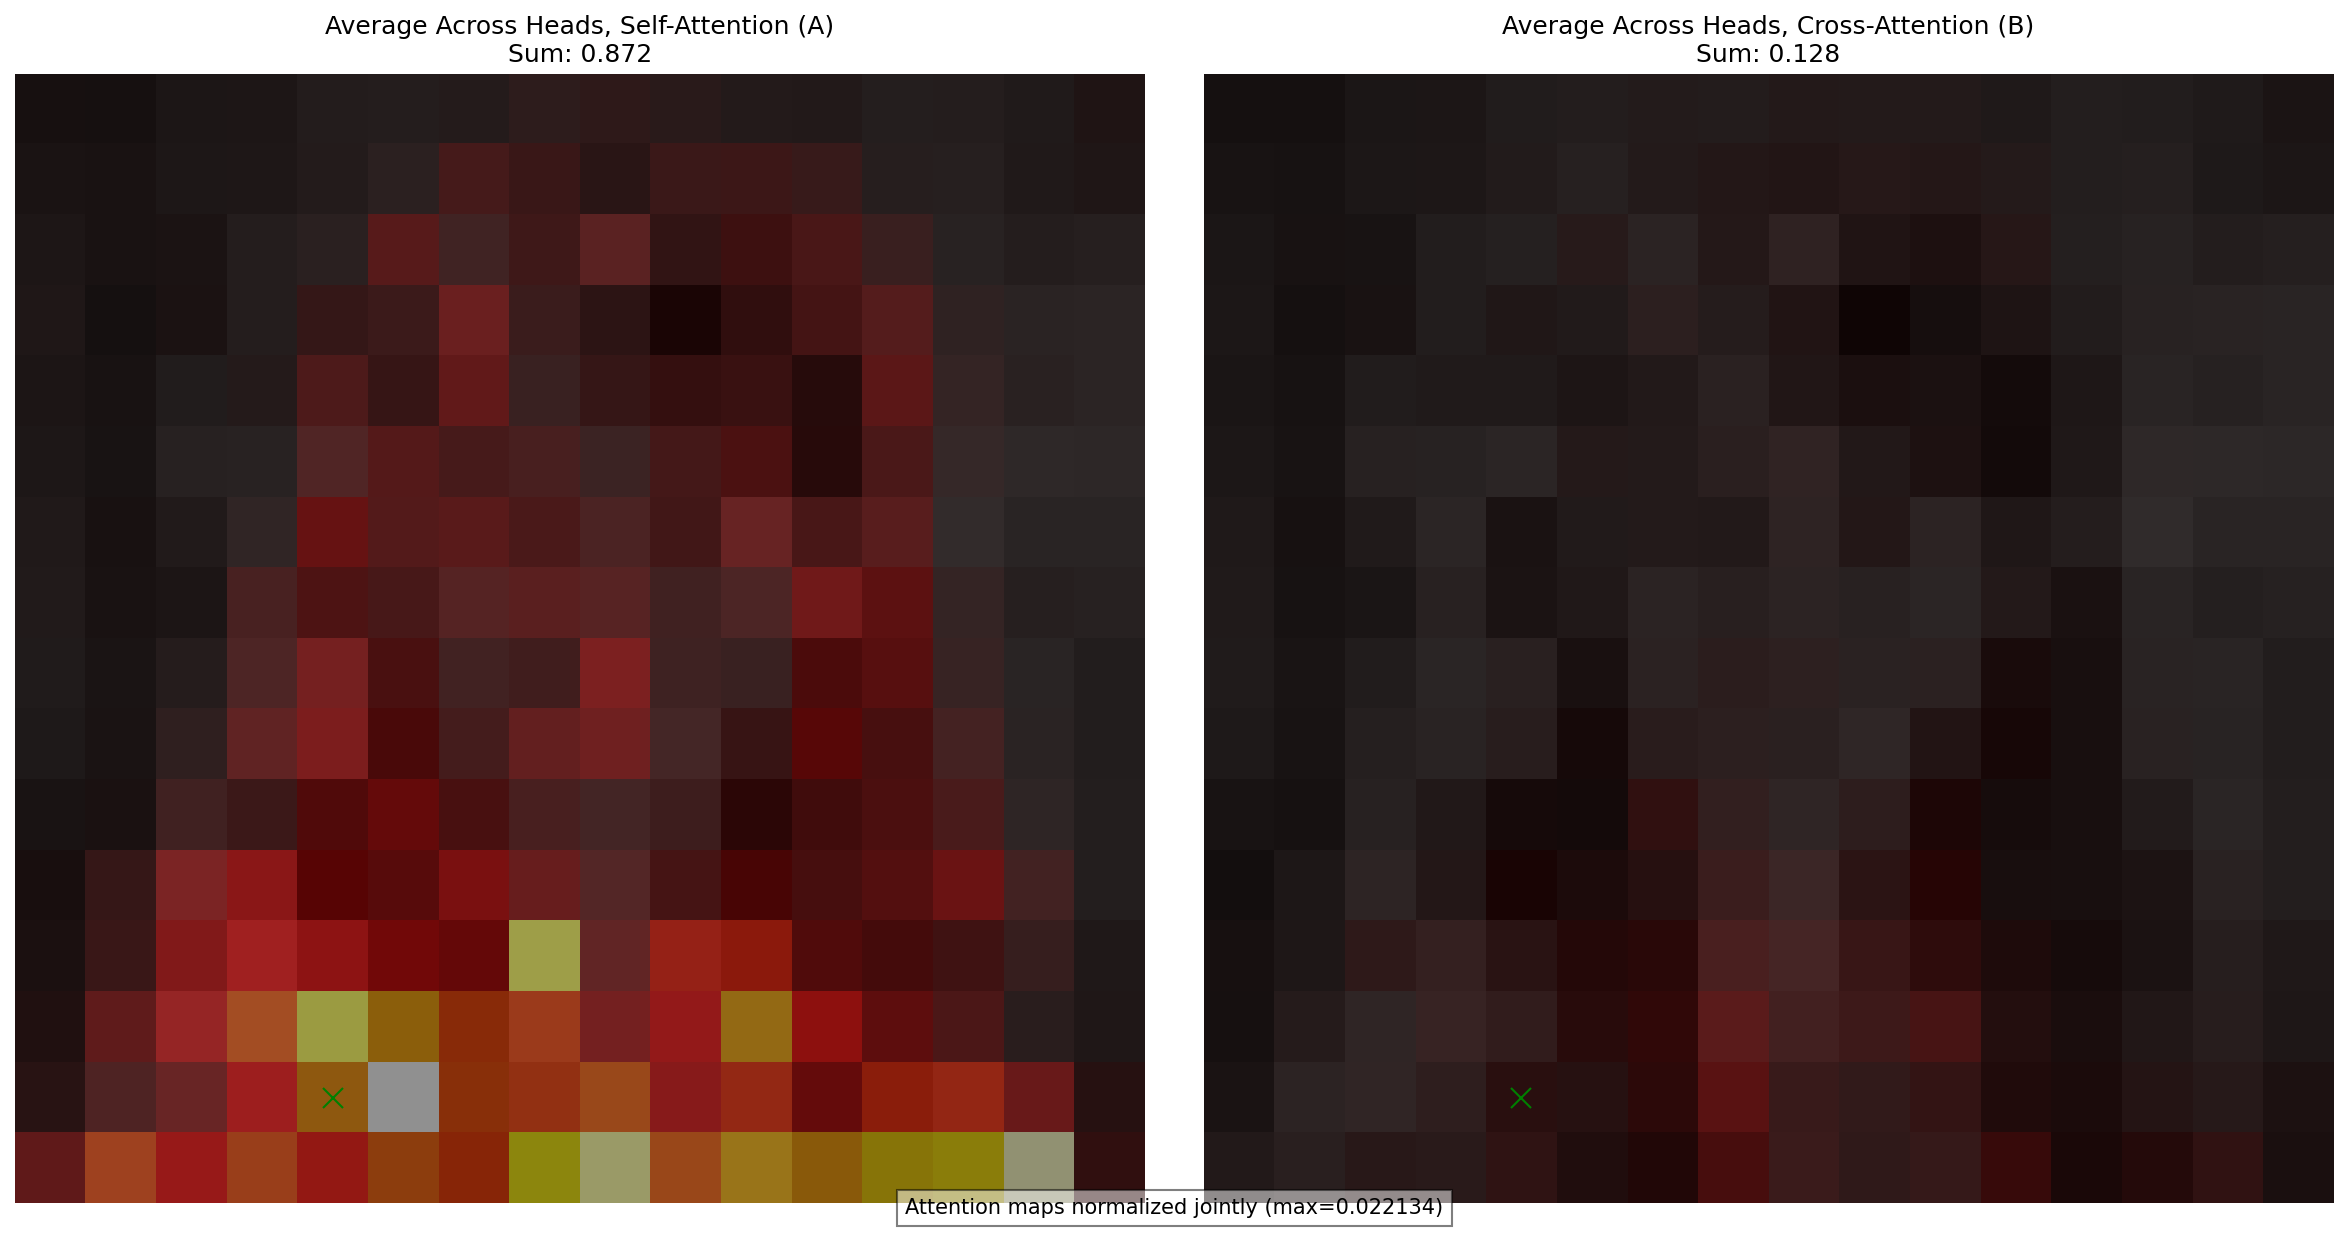 Average Across Heads, Self-Attention (A)
Sum: 0.872
Average Across Heads, Cross-Attention (B)
Sum: 0.128
Attention maps normalized jointly (max=0.022134)